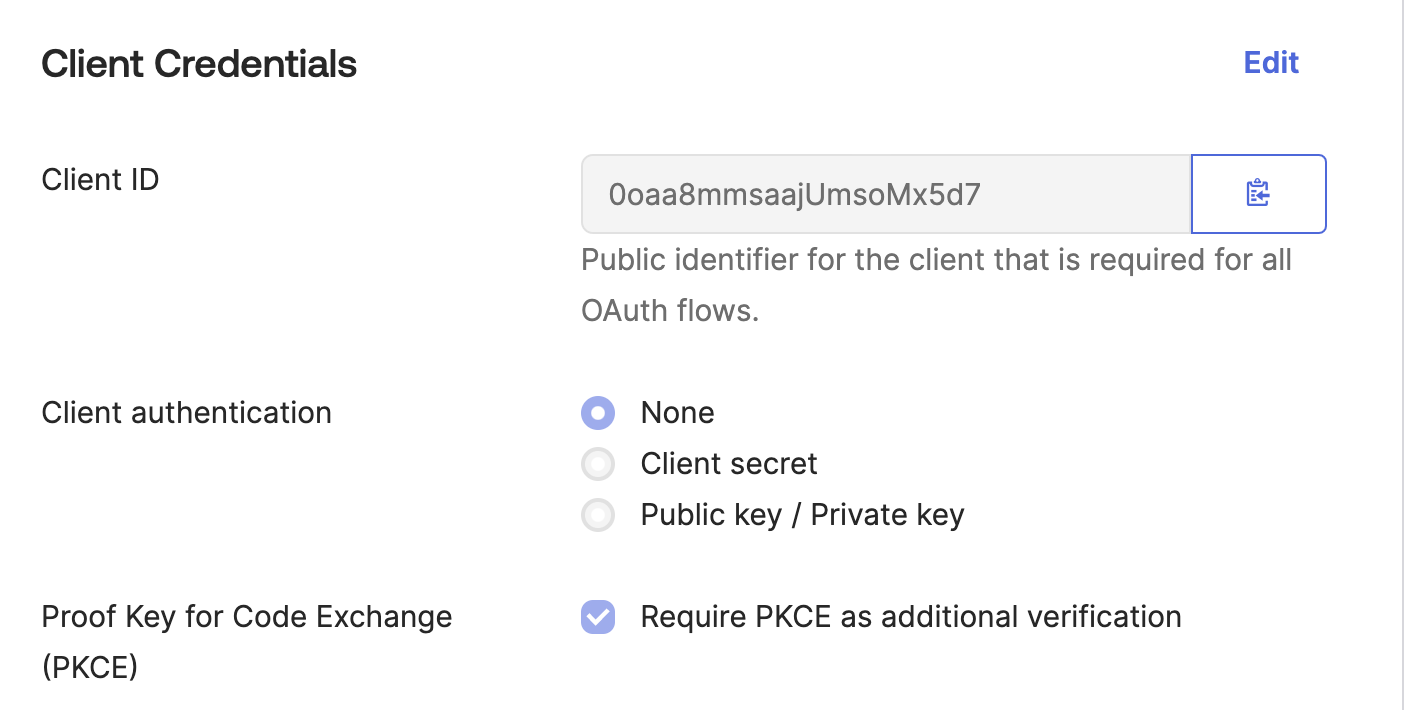 Client Credentials
Edit
Client ID
0oaa8mmsaajUmsoMx5d7
Public identifier for the client that is required for all
OAuth flows.
Client authentication
None
Client secret
Public key / Private key
Proof Key for Code Exchange
(PKCE)
Require PKCE as additional verification